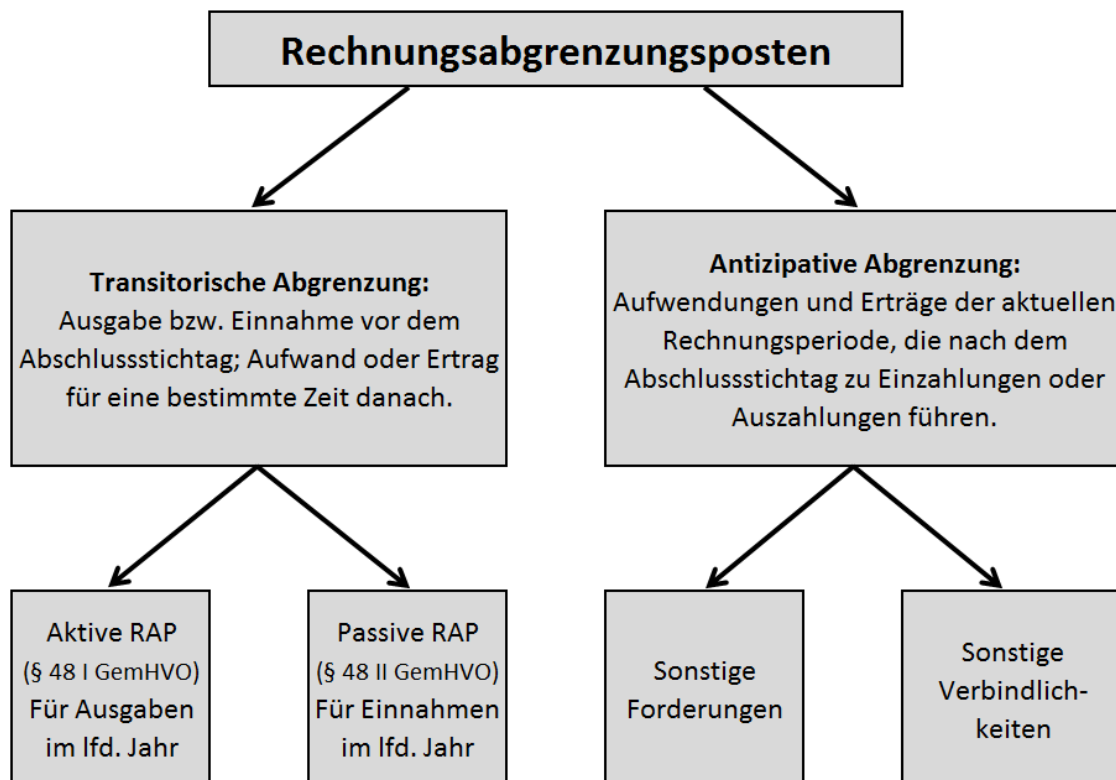 Rechnungsabgrenzungsposten
Transitorische Abgrenzung:
Ausgabe bzw. Einnahme vor dem
Abschlussstichtag; Aufwand oder Ertrag
für eine bestimmte Zeit danach.
Antizipative Abgrenzung:
Aufwendungen und Erträge der aktuellen
Rechnungsperiode, die nach dem
Abschlussstichtag zu Einzahlungen oder
Auszahlungen führen.
Aktive RAP
(§ 48 I GemHVO)
Für Ausgaben
im lfd. Jahr
Passive RAP
(§ 48 II GemHVO)
Für Einnahmen
im lfd. Jahr
Sonstige
Forderungen
Sonstige
Verbindlich-
keiten